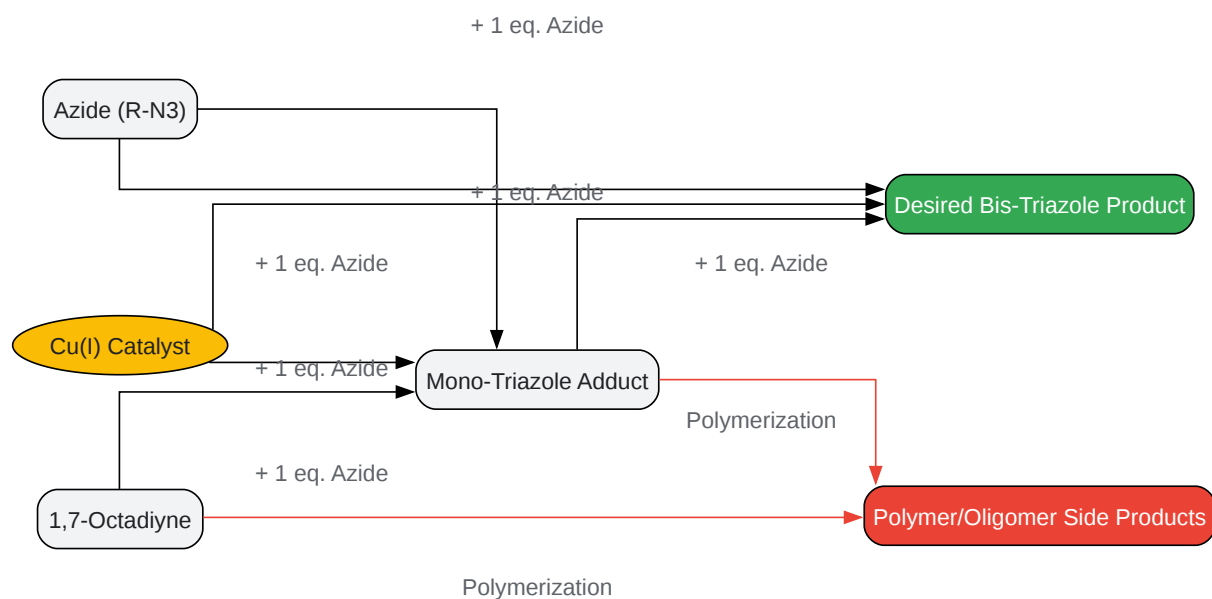 + 1 eq. Azide
Azide (R-N3)
+ 1 eq. Azide
Desired Bis-Triazole Product
+ 1 eq. Azide
+ 1 eq. Azide
Cu(I) Catalyst
+ 1 eq. Azide
Mono-Triazole Adduct
Polymerization
+ 1 eq. Azide
1,7-Octadiyne
Polymer/Oligomer Side Products
Polymerization